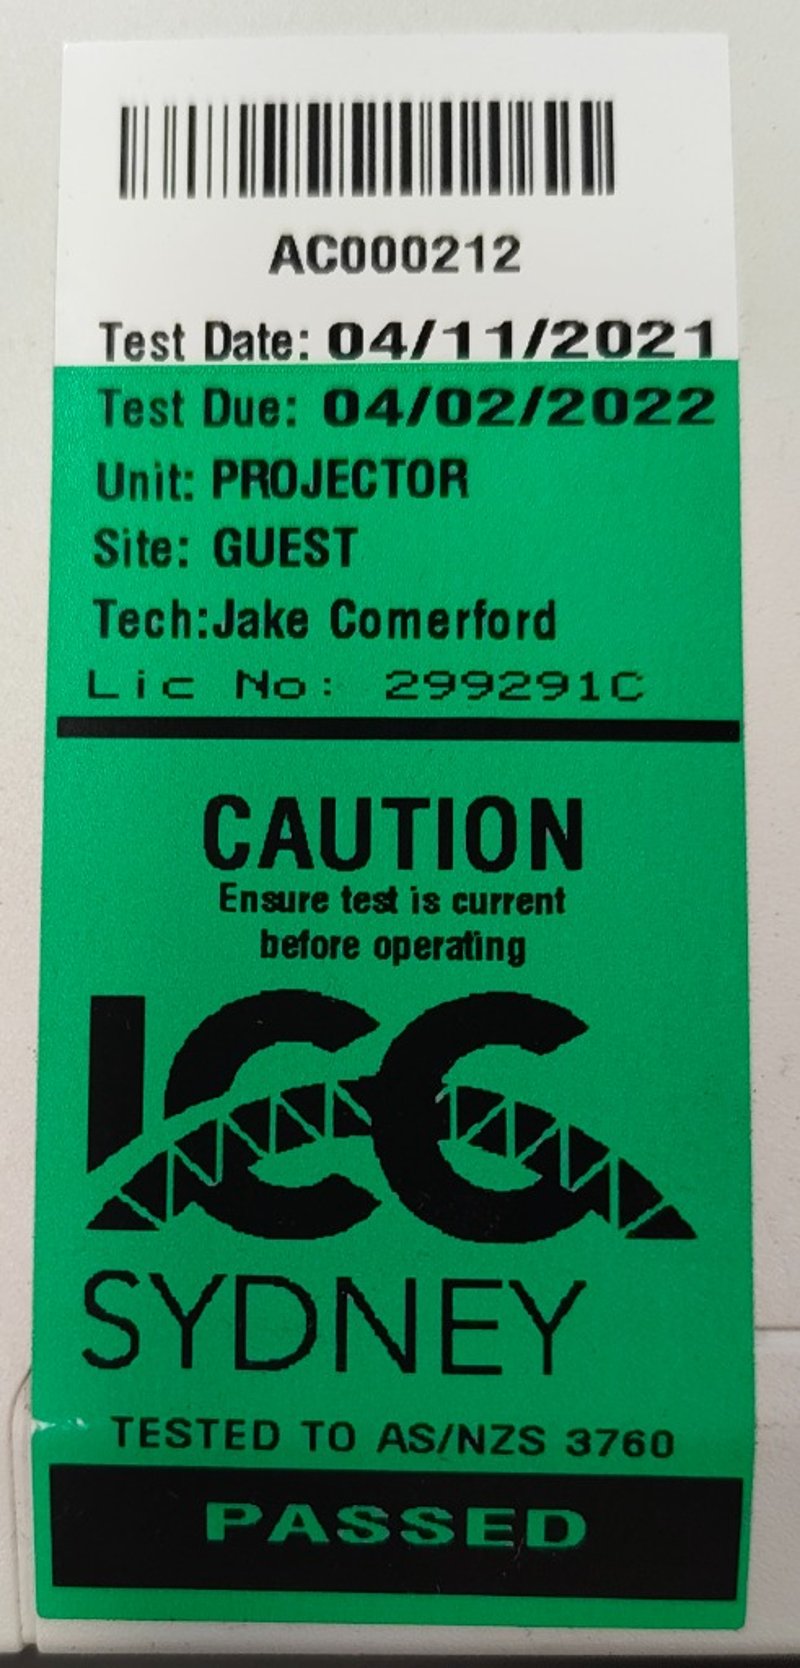 AC000212
Test Date: 04/11/2021
Test Due: 04/02/2022
Unit: PROJECTOR
Site: GUEST
Tech:Jake Comerford
Lic No: 299291C
CAUTION
Ensure test is current
before operating
ICC
SYDNEY
TESTED TO AS/NZS 3760
PASSED